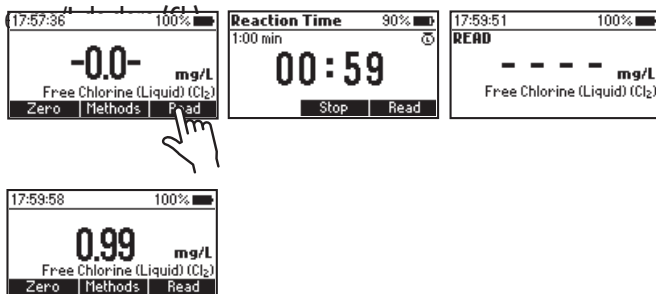 17:57:36 100%
-0.0- mg/L
Free Chlorine (Liquid) (Cl₂)
Zero Methods Read
Reaction Time 90%
1:00 min
00:59
Stop Read
17:59:51 100%
READ
- - - - mg/L
Free Chlorine (Liquid) (Cl₂)
17:59:58 100%
0.99 mg/L
Free Chlorine (Liquid) (Cl₂)
Zero Methods Read